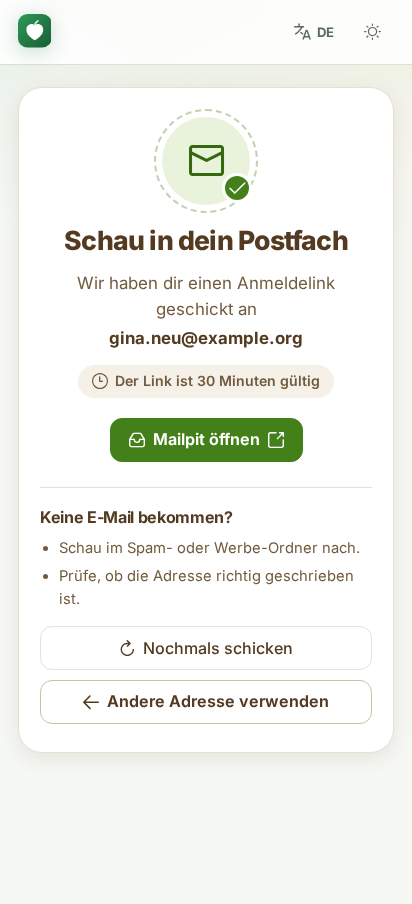 DE
Schau in dein Postfach
Wir haben dir einen Anmeldelink
geschickt an
gina.neu@example.org
Der Link ist 30 Minuten gültig
Mailpit öffnen
Keine E-Mail bekommen?
Schau im Spam- oder Werbe-Ordner nach.
Prüfe, ob die Adresse richtig geschrieben
ist.
Nochmals schicken
Andere Adresse verwenden